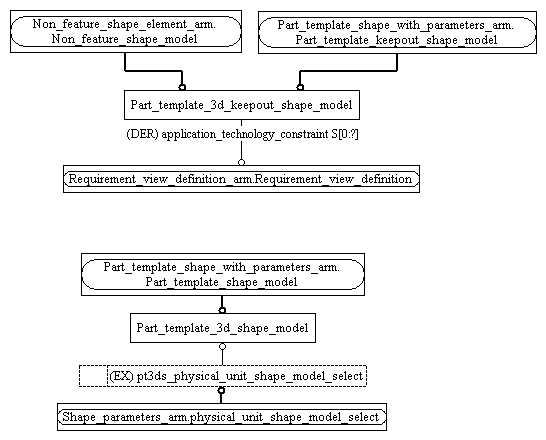 Non_feature_shape_element_arm.
Non_feature_shape_model
Part_template_shape_with_parameters_arm.
Part_template_keepout_shape_model
Part_template_3d_keepout_shape_model
(DER) application_technology_constraint S[0:?]
Requirement_view_definition_arm.Requirement_view_definition
Part_template_shape_with_parameters_arm.
Part_template_shape_model
Part_template_3d_shape_model
(EX) pt3ds_physical_unit_shape_model_select
Shape_parameters_arm.physical_unit_shape_model_select